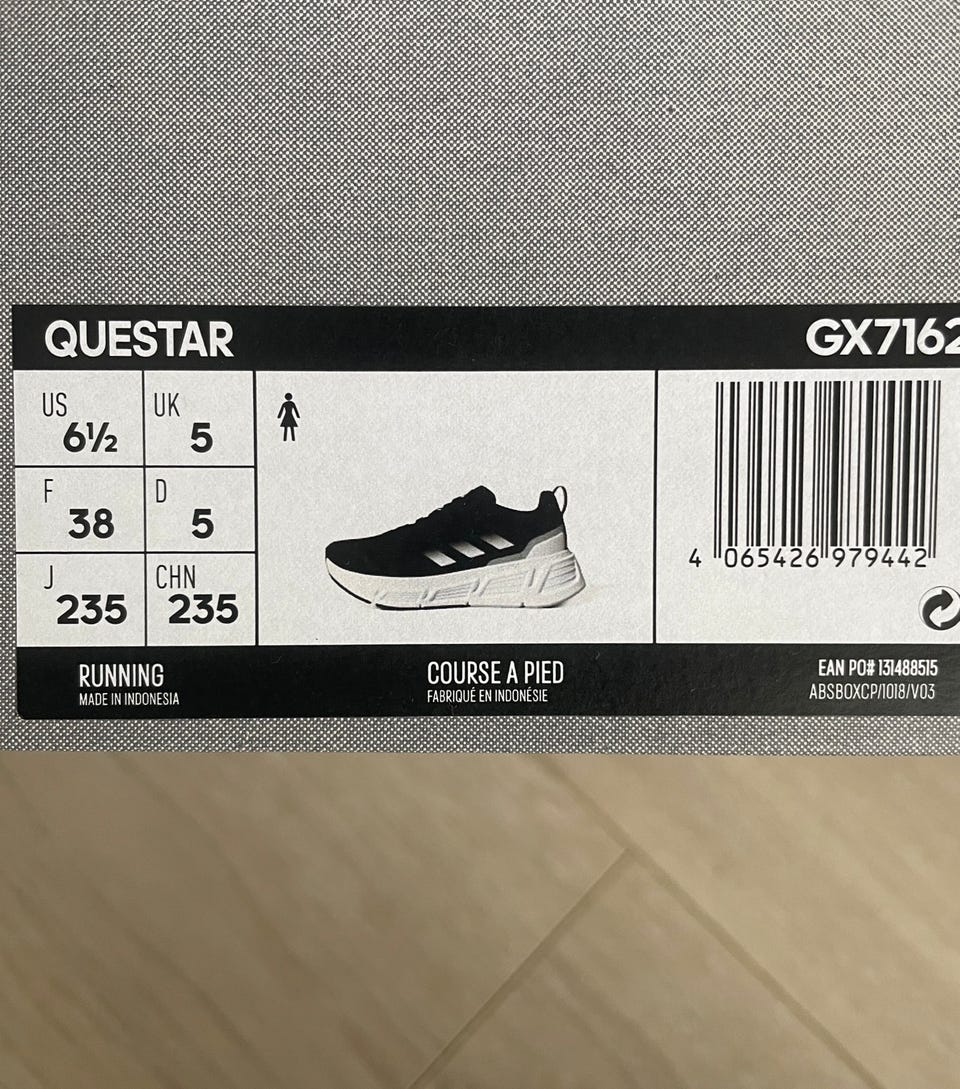 QUESTAR GX7162
US UK
6½ 5
F D
38 5
J CHN
235 235
4 065426 979442
RUNNING
MADE IN INDONESIA
COURSE A PIED
FABRIQUÉ EN INDONÉSIE
EAN PO# 131488515
ABSBOXCP/1018/V03